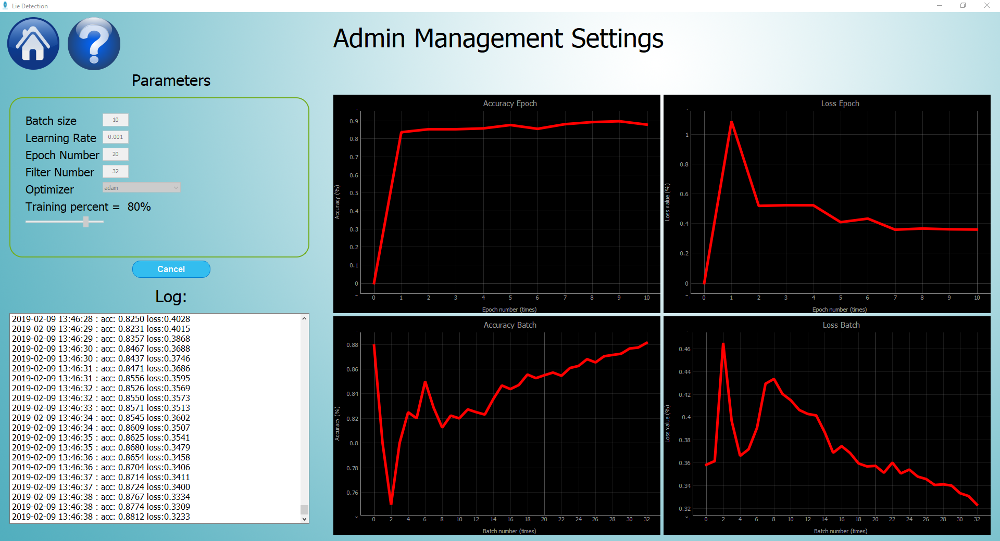 Lie Detection
Admin Management Settings
Parameters
Batch size 10
Learning Rate 0.001
Epoch Number 20
Filter Number 32
Optimizer adam
Training percent = 80%
Cancel
Log:
2019-02-09 13:46:28 : acc: 0.8250 loss:0.4028
2019-02-09 13:46:29 : acc: 0.8231 loss:0.4015
2019-02-09 13:46:29 : acc: 0.8357 loss:0.3868
2019-02-09 13:46:30 : acc: 0.8467 loss:0.3688
2019-02-09 13:46:30 : acc: 0.8437 loss:0.3746
2019-02-09 13:46:31 : acc: 0.8471 loss:0.3686
2019-02-09 13:46:31 : acc: 0.8556 loss:0.3595
2019-02-09 13:46:32 : acc: 0.8526 loss:0.3569
2019-02-09 13:46:32 : acc: 0.8550 loss:0.3573
2019-02-09 13:46:33 : acc: 0.8571 loss:0.3513
2019-02-09 13:46:34 : acc: 0.8545 loss:0.3602
2019-02-09 13:46:34 : acc: 0.8609 loss:0.3507
2019-02-09 13:46:35 : acc: 0.8625 loss:0.3541
2019-02-09 13:46:35 : acc: 0.8680 loss:0.3479
2019-02-09 13:46:36 : acc: 0.8654 loss:0.3458
2019-02-09 13:46:36 : acc: 0.8704 loss:0.3406
2019-02-09 13:46:37 : acc: 0.8714 loss:0.3411
2019-02-09 13:46:37 : acc: 0.8724 loss:0.3400
2019-02-09 13:46:38 : acc: 0.8767 loss:0.3334
2019-02-09 13:46:38 : acc: 0.8774 loss:0.3309
2019-02-09 13:46:38 : acc: 0.8812 loss:0.3233
Accuracy Epoch
Accuracy (%)
0.9
0.8
0.7
0.6
0.5
0.4
0.3
0.2
0.1
0
0 1 2 3 4 5 6 7 8 9 10
Epoch number (times)
Loss Epoch
Loss value (%)
1
0.8
0.6
0.4
0.2
0
0 1 2 3 4 5 6 7 8 9 10
Epoch number (times)
Accuracy Batch
Accuracy (%)
0.88
0.86
0.84
0.82
0.8
0.78
0.76
0 2 4 6 8 10 12 14 16 18 20 22 24 26 28 30 32
Batch number (times)
Loss Batch
Loss value (%)
0.46
0.44
0.42
0.4
0.38
0.36
0.34
0.32
0 2 4 6 8 10 12 14 16 18 20 22 24 26 28 30 32
Batch number (times)